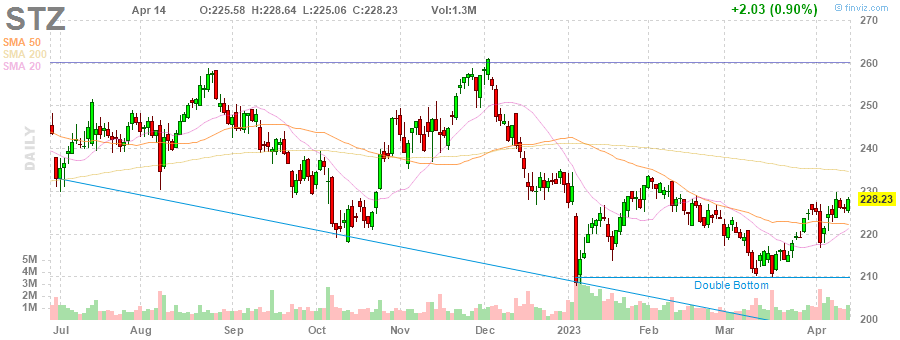 STZ Apr 14 O:225.58 H:228.64 L:225.06 C:228.23 Vol:1.3M +2.03 (0.90%) © finviz.com
SMA 50
SMA 200
SMA 20
DAILY
270
260
250
240
230
228.23
220
210
200
5M
4M
3M
2M
1M
Double Bottom
Jul Aug Sep Oct Nov Dec 2023 Feb Mar Apr